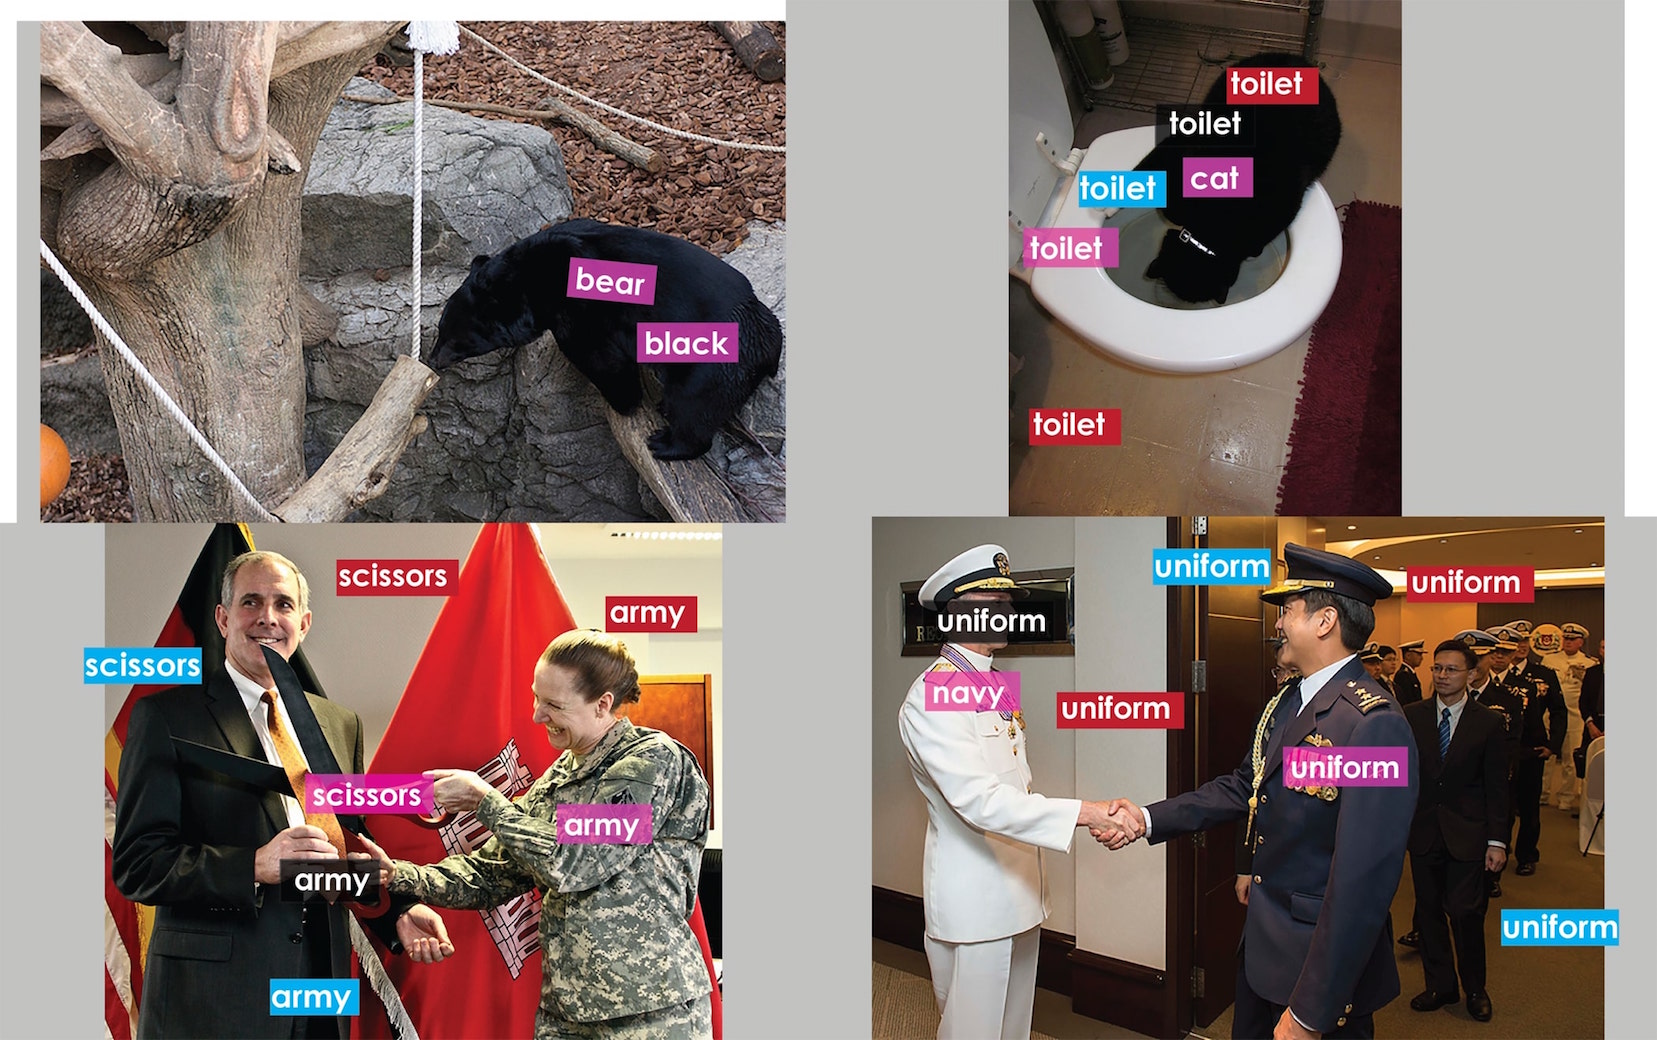 bear
black
toilet
toilet
cat
toilet
toilet
toilet
scissors
army
scissors
scissors
army
army
army
uniform
uniform
uniform
navy
uniform
uniform
uniform